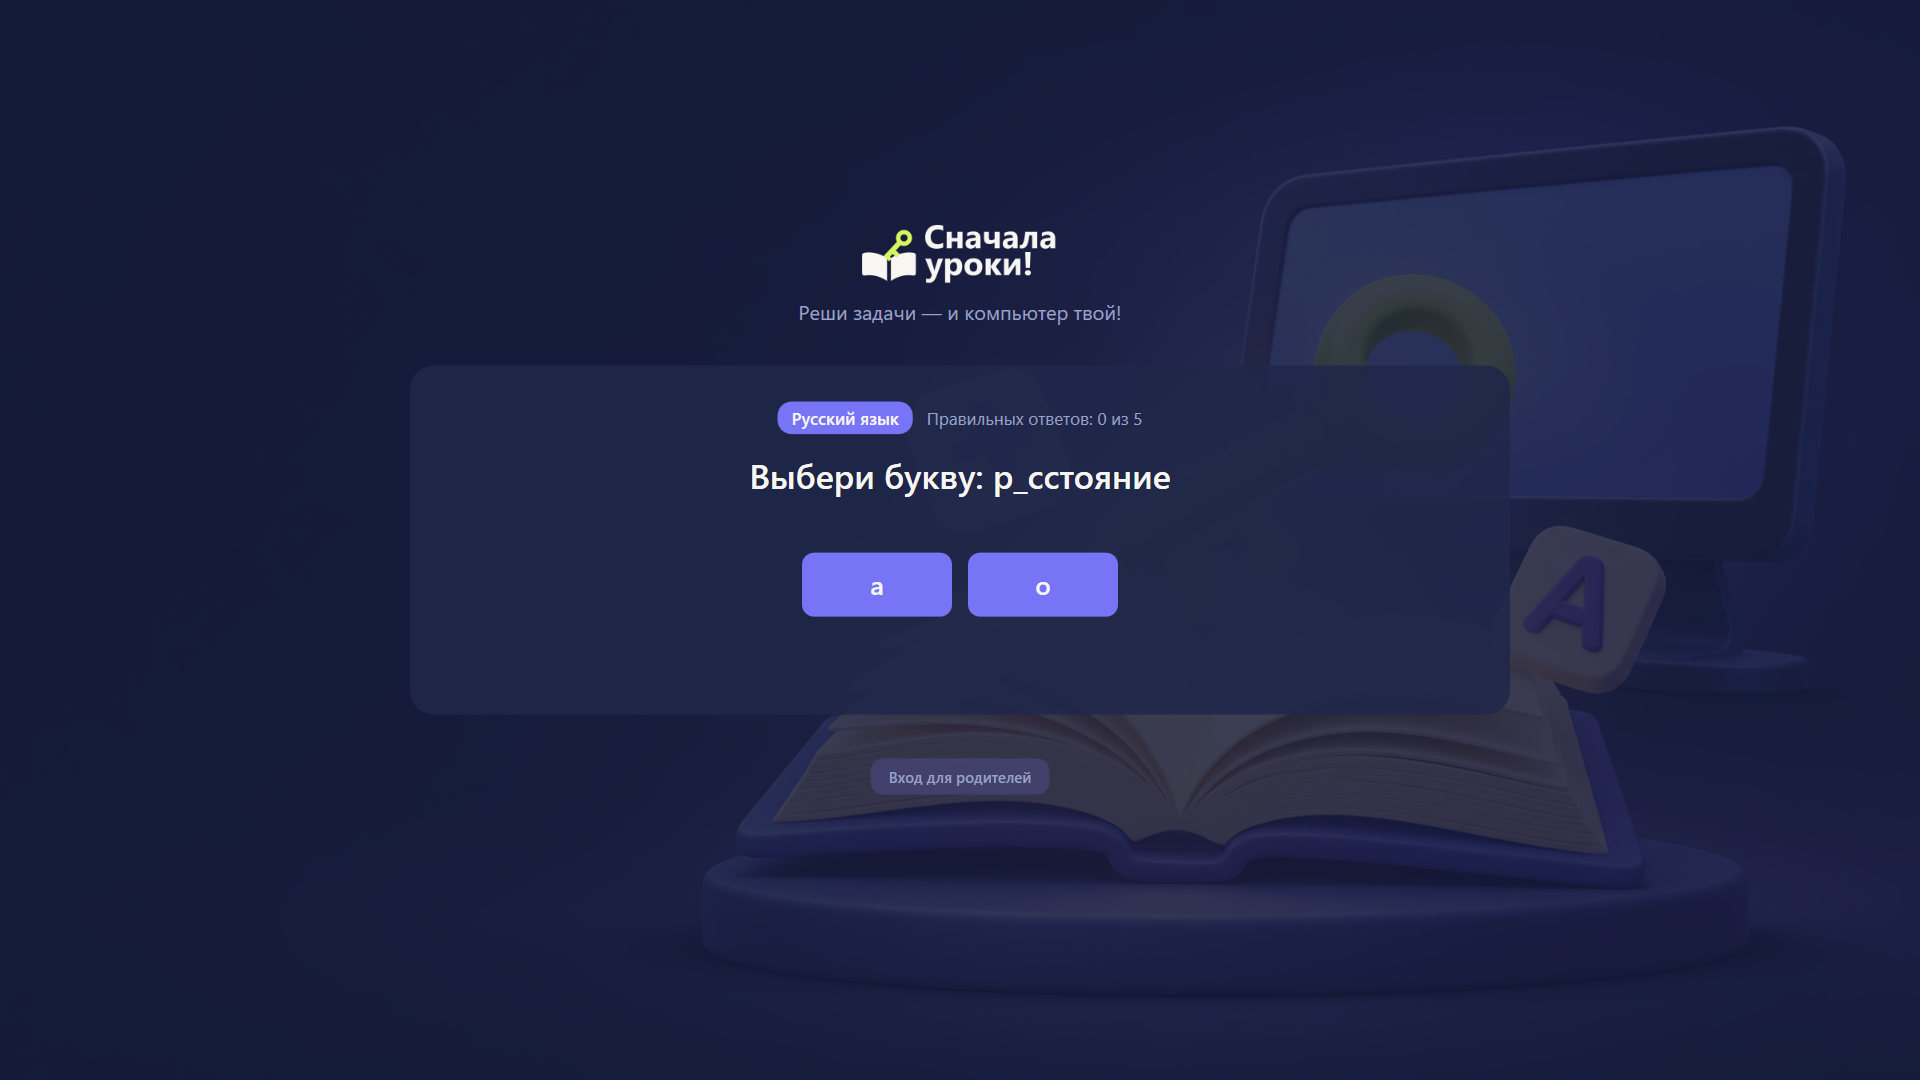 Сначала
уроки!
Реши задачи — и компьютер твой!
Русский язык Правильных ответов: 0 из 5
Выбери букву: р_сстояние
а о
A
Вход для родителей